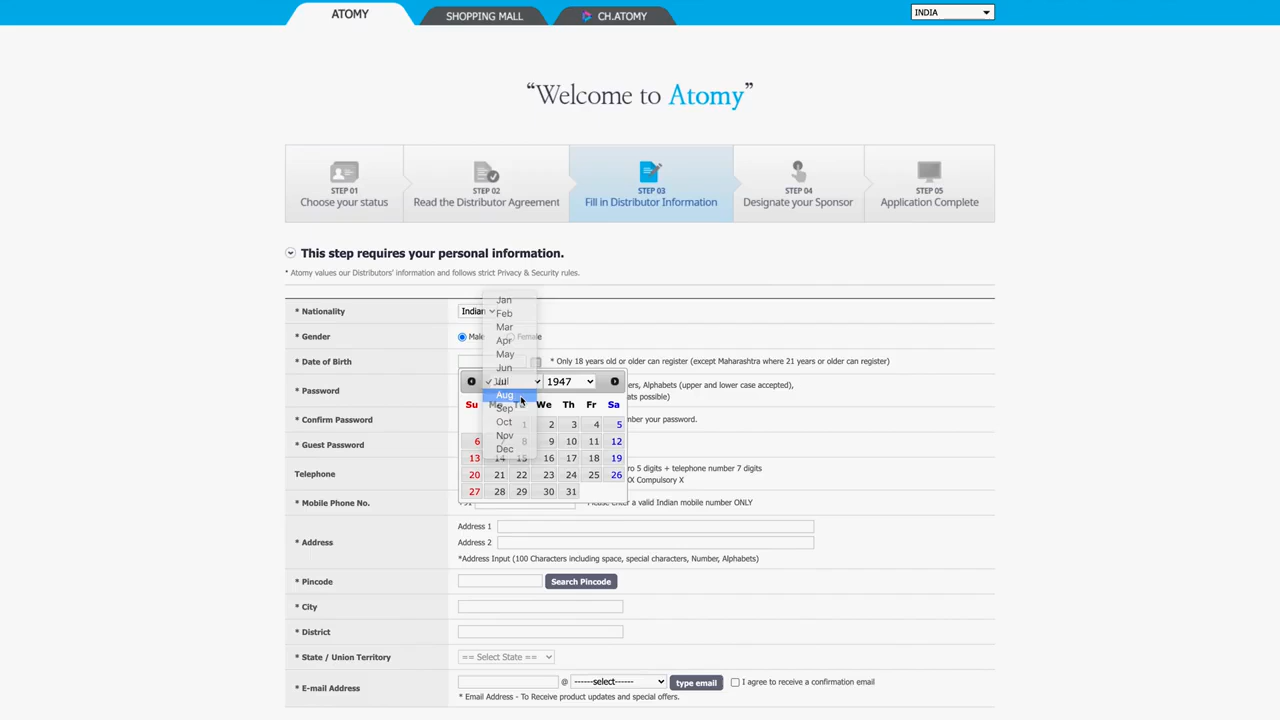 ATOMY
SHOPPING MALL
CH.ATOMY
INDIA
“Welcome to Atomy”
STEP 01
Choose your status
STEP 02
Read the Distributor Agreement
STEP 03
Fill in Distributor Information
STEP 04
Designate your Sponsor
STEP 05
Application Complete
This step requires your personal information.
* Atomy values our Distributors' information and follows strict Privacy & Security rules.
* Nationality
Indian
* Gender
Male
Female
* Date of Birth
* Only 18 years old or older can register (except Maharashtra where 21 years or older can register)
Jan
Feb
Mar
Apr
May
Jun
Jul
Aug
Sep
Oct
Nov
Dec
1947
Su We Th Fr Sa
1 2 3 4 5
6 7 8 9 10 11 12
13 14 15 16 17 18 19
20 21 22 23 24 25 26
27 28 29 30 31
* Password
ers, Alphabets (upper and lower case accepted),
ats possible)
* Confirm Password
mber your password.
* Guest Password
Telephone
ro 5 digits + telephone number 7 digits
X Compulsory X
* Mobile Phone No.
+91
Please enter a valid Indian mobile number ONLY
* Address
Address 1
Address 2
*Address Input (100 Characters including space, special characters, Number, Alphabets)
* Pincode
Search Pincode
* City
* District
* State / Union Territory
== Select State ==
* E-mail Address
@
------select------
type email
I agree to receive a confirmation email
* Email Address - To Receive product updates and special offers.